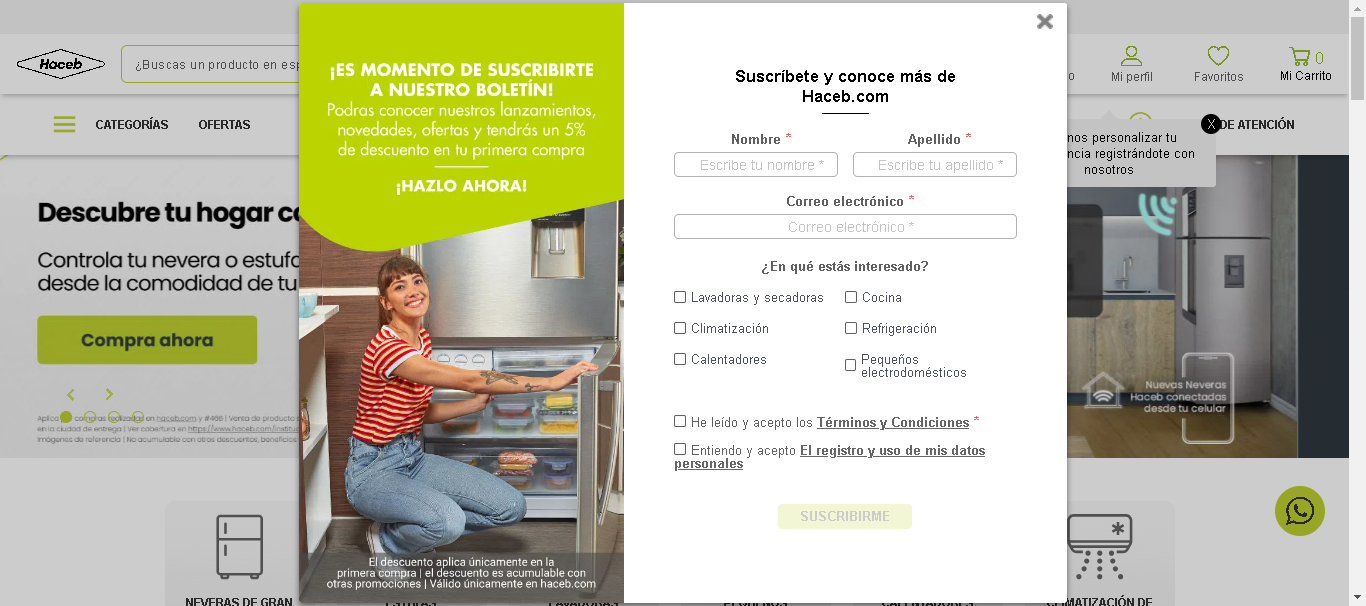 Haceb
¿Buscas un producto en esp
Mi perfil
Favoritos
0
Mi Carrito
CATEGORÍAS
OFERTAS
DE ATENCIÓN
X
nos personalizar tu
ncia registrándote con
nosotros
Descubre tu hogar co
Controla tu nevera o estufa
desde la comodidad de tu
Compra ahora
Nuevas Neveras
Haceb conectadas
desde tu celular
¡ES MOMENTO DE SUSCRIBIRTE
A NUESTRO BOLETÍN!
Podras conocer nuestros lanzamientos,
novedades, ofertas y tendrás un 5%
de descuento en tu primera compra
¡HAZLO AHORA!
El descuento aplica únicamente en la
primera compra | el descuento es acumulable con
otras promociones | Válido únicamente en haceb.com
Suscríbete y conoce más de
Haceb.com
Nombre *
Apellido *
Escribe tu nombre *
Escribe tu apellido *
Correo electrónico *
Correo electrónico *
¿En qué estás interesado?
Lavadoras y secadoras
Cocina
Climatización
Refrigeración
Calentadores
Pequeños
electrodomésticos
He leído y acepto los Términos y Condiciones *
Entiendo y acepto El registro y uso de mis datos
personales
SUSCRIBIRME
NEVERAS DE GRAN
CLIMATIZACIÓN DE